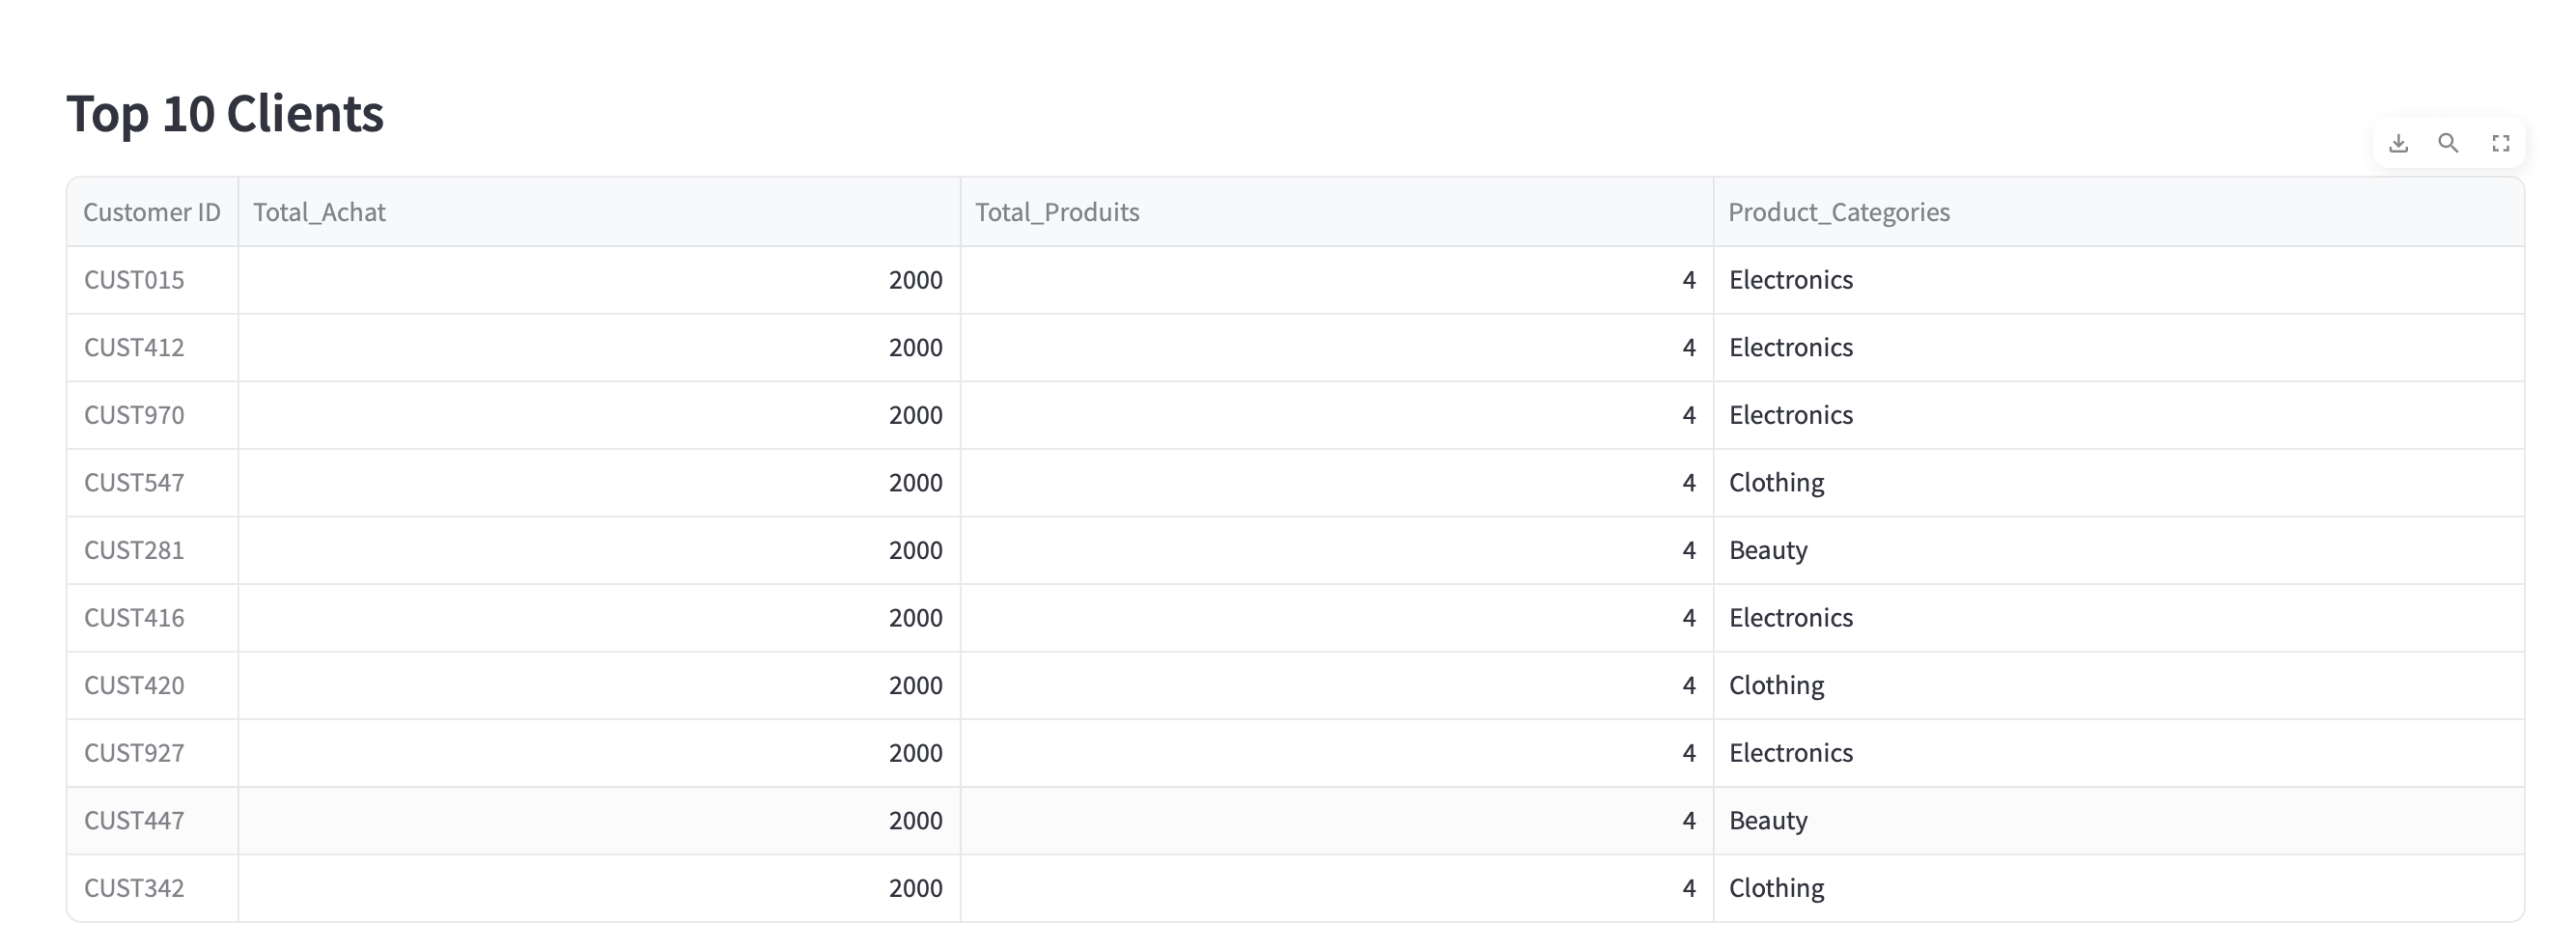 Top 10 Clients
Customer ID Total_Achat Total_Produits Product_Categories
CUST015 2000 4 Electronics
CUST412 2000 4 Electronics
CUST970 2000 4 Electronics
CUST547 2000 4 Clothing
CUST281 2000 4 Beauty
CUST416 2000 4 Electronics
CUST420 2000 4 Clothing
CUST927 2000 4 Electronics
CUST447 2000 4 Beauty
CUST342 2000 4 Clothing